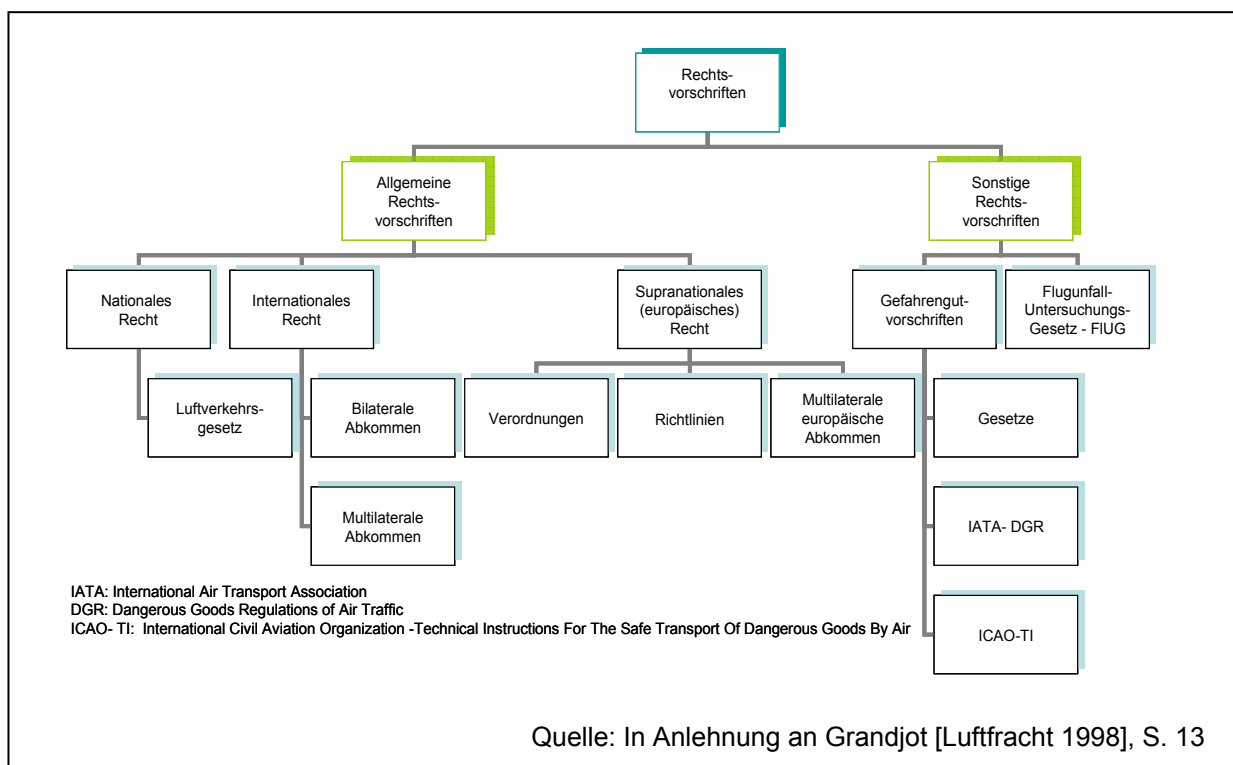 Rechts-
vorschriften
Allgemeine
Rechts-
vorschriften
Sonstige
Rechts-
vorschriften
Nationales
Recht
Internationales
Recht
Supranationales
(europäisches)
Recht
Gefahrengut-
vorschriften
Flugunfall-
Untersuchungs-
Gesetz - FlUG
Luftverkehrs-
gesetz
Bilaterale
Abkommen
Verordnungen
Richtlinien
Multilaterale
europäische
Abkommen
Gesetze
Multilaterale
Abkommen
IATA- DGR
ICAO-TI
IATA: International Air Transport Association
DGR: Dangerous Goods Regulations of Air Traffic
ICAO- TI: International Civil Aviation Organization -Technical Instructions For The Safe Transport Of Dangerous Goods By Air
Quelle: In Anlehnung an Grandjot [Luftfracht 1998], S. 13